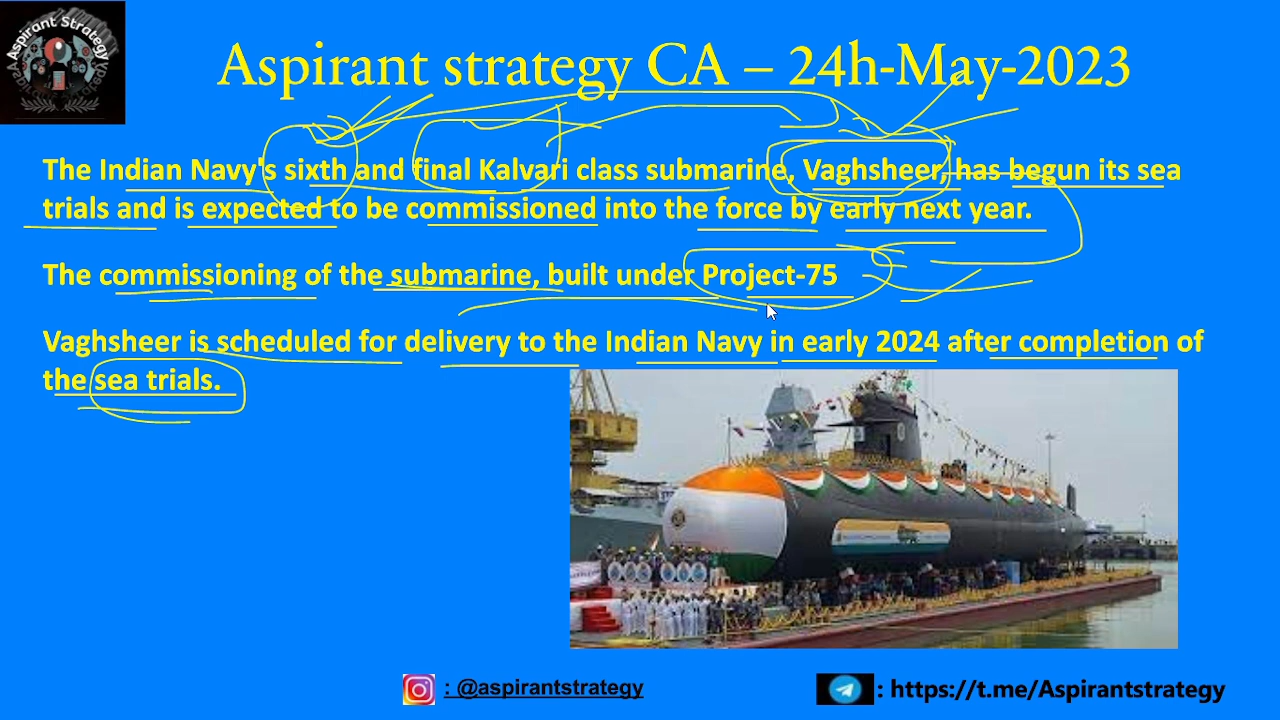 Aspirant Strategy
Aspirant strategy CA – 24h-May-2023
The Indian Navy's sixth and final Kalvari class submarine, Vaghsheer, has begun its sea
trials and is expected to be commissioned into the force by early next year.
The commissioning of the submarine, built under Project-75
Vaghsheer is scheduled for delivery to the Indian Navy in early 2024 after completion of
the sea trials.
: @aspirantstrategy
: https://t.me/Aspirantstrategy